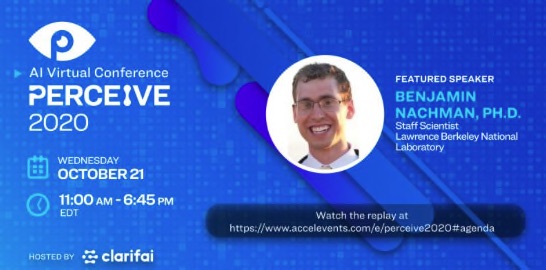 AI Virtual Conference
PERCEIVE
2020
WEDNESDAY
OCTOBER 21
11:00 AM - 6:45 PM
EDT
HOSTED BY clarifai
FEATURED SPEAKER
BENJAMIN
NACHMAN, PH.D.
Staff Scientist
Lawrence Berkeley National
Laboratory
Watch the replay at
https://www.accelevents.com/e/perceive2020#agenda